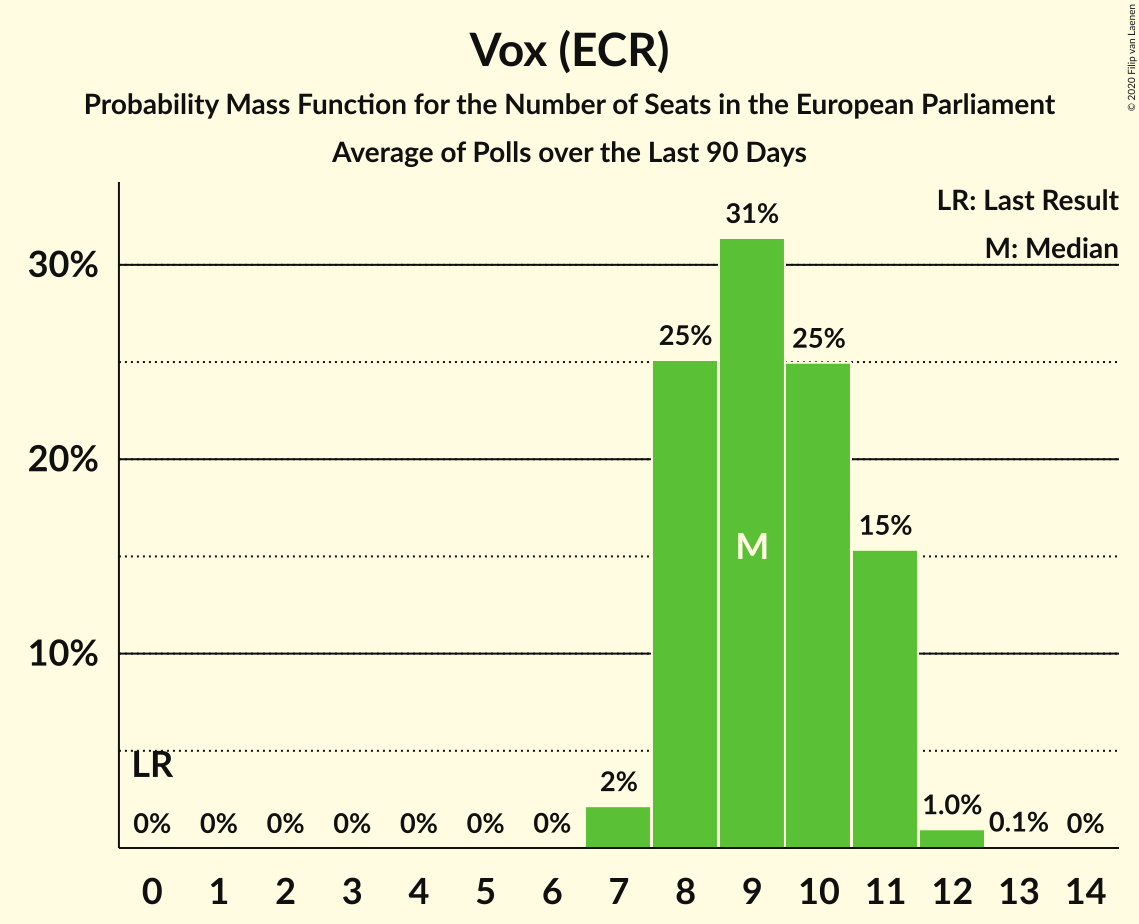 Vox (ECR)
Probability Mass Function for the Number of Seats in the European Parliament
Average of Polls over the Last 90 Days
© 2020 Filip van Laenen
LR: Last Result
M: Median
30%
20%
10%
31%
25%
25%
15%
M
LR
0%
0%
0%
0%
0%
0%
0%
2%
1.0%
0.1%
0%
0 1 2 3 4 5 6 7 8 9 10 11 12 13 14